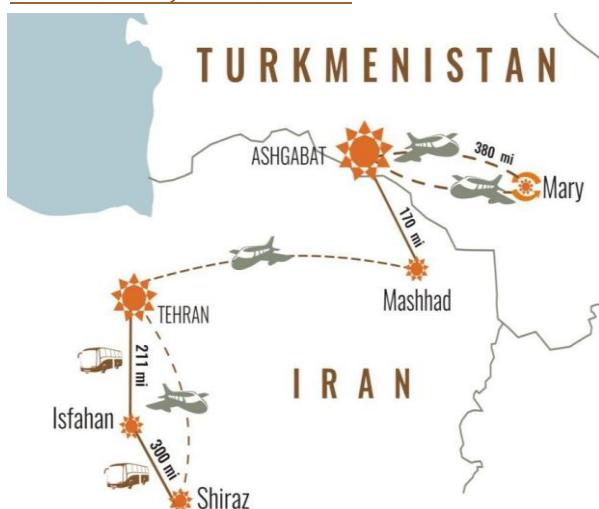 TURKMENISTAN
ASHGABAT
380 mi
Mary
170 mi
Mashhad
TEHRAN
211 mi
IRAN
Isfahan
300 mi
Shiraz